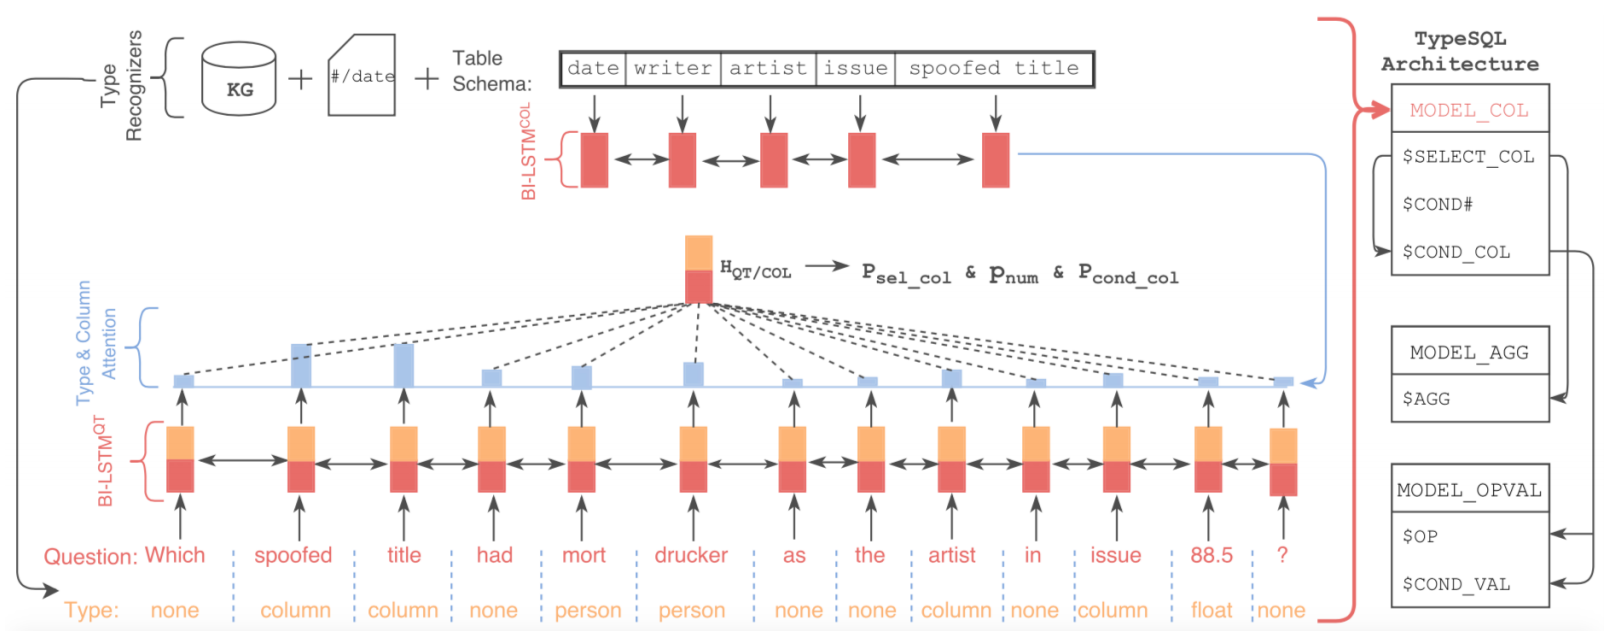 Type Recognizers
KG
+
#/date
+
Table
Schema:
date writer artist issue spoofed title
BI-LSTM^COL
H_QT/COL
P_sel_col & p_num & P_cond_col
Type & Column
Attention
BI-LSTM^QT
Question: Which spoofed title had mort drucker as the artist in issue 88.5 ?
Type: none column column none person person none none column none column float none
TypeSQL
Architecture
MODEL_COL
$SELECT_COL
$COND#
$COND_COL
MODEL_AGG
$AGG
MODEL_OPVAL
$OP
$COND_VAL